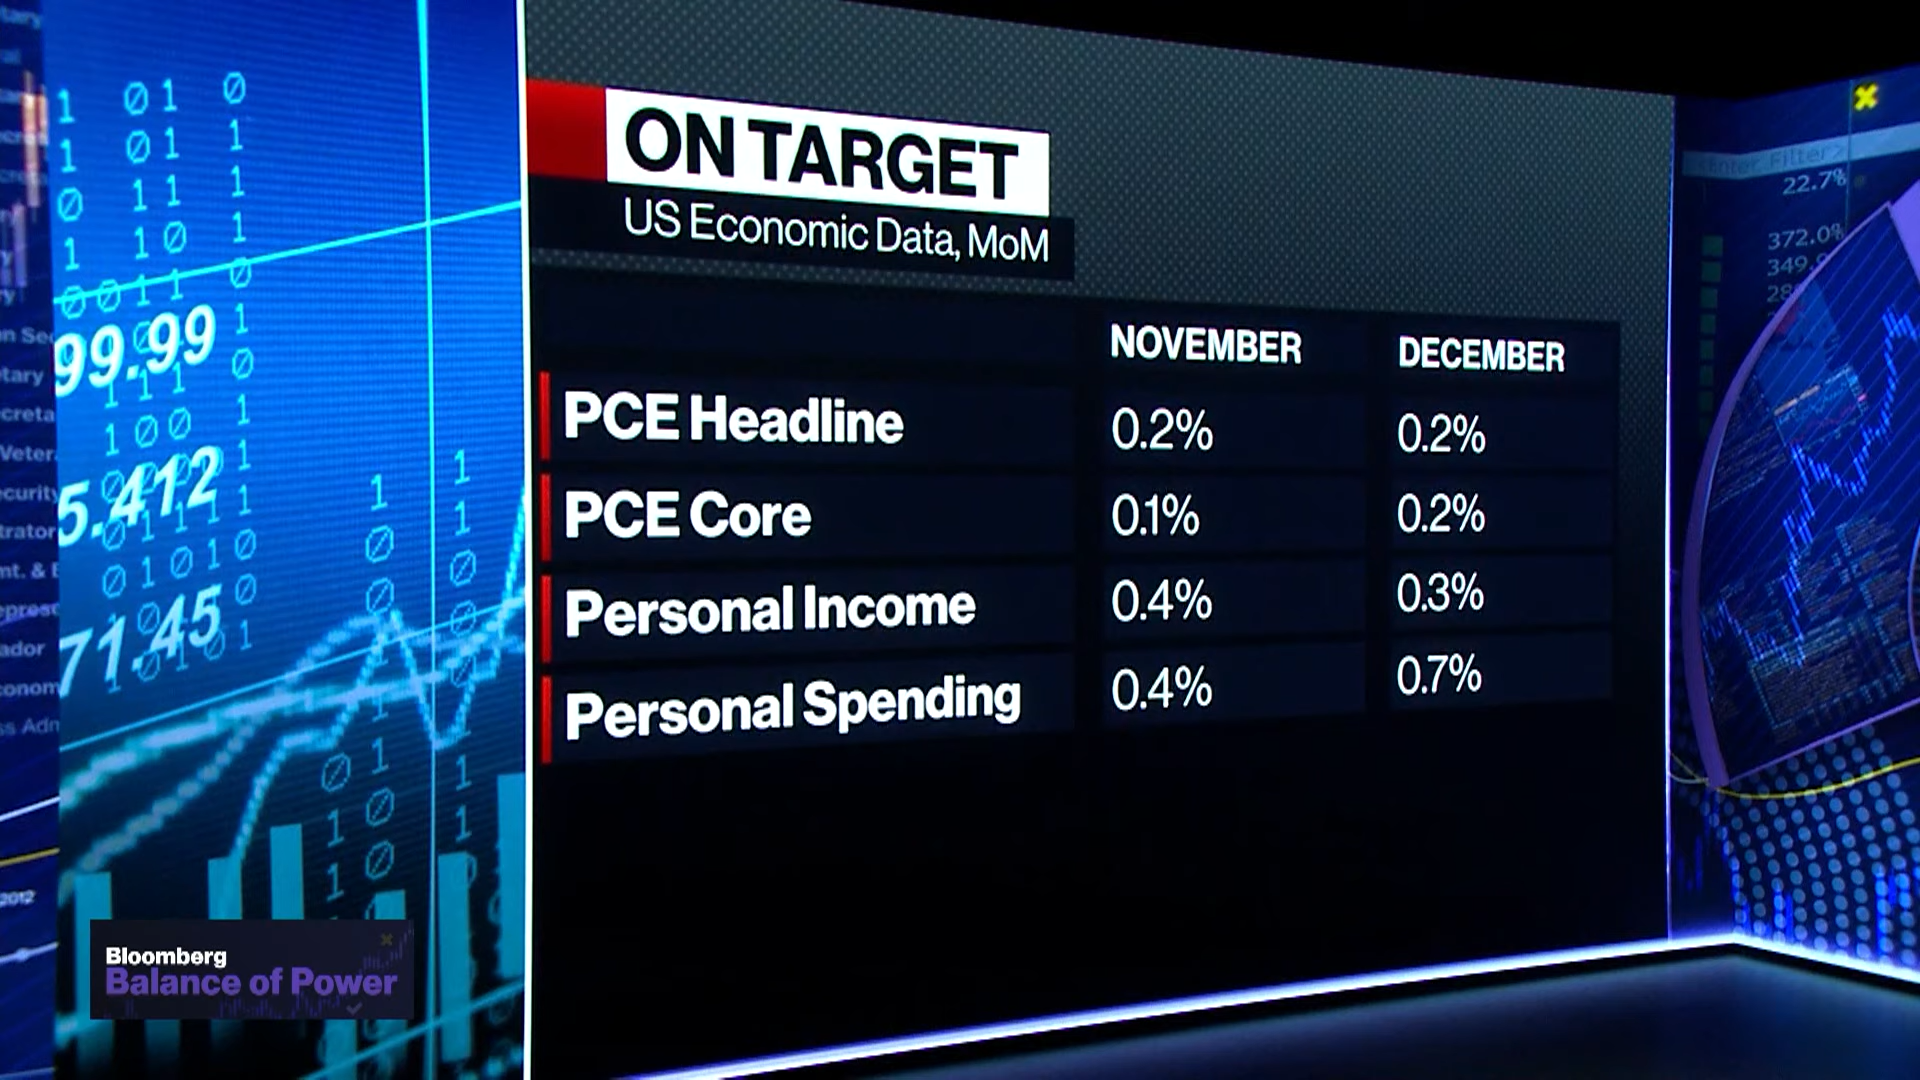 ON TARGET
US Economic Data, MoM
NOVEMBER DECEMBER
PCE Headline 0.2% 0.2%
PCE Core 0.1% 0.2%
Personal Income 0.4% 0.3%
Personal Spending 0.4% 0.7%
99.99
5.412
71.45
22.7%
372.0%
2012
Bloomberg
Balance of Power